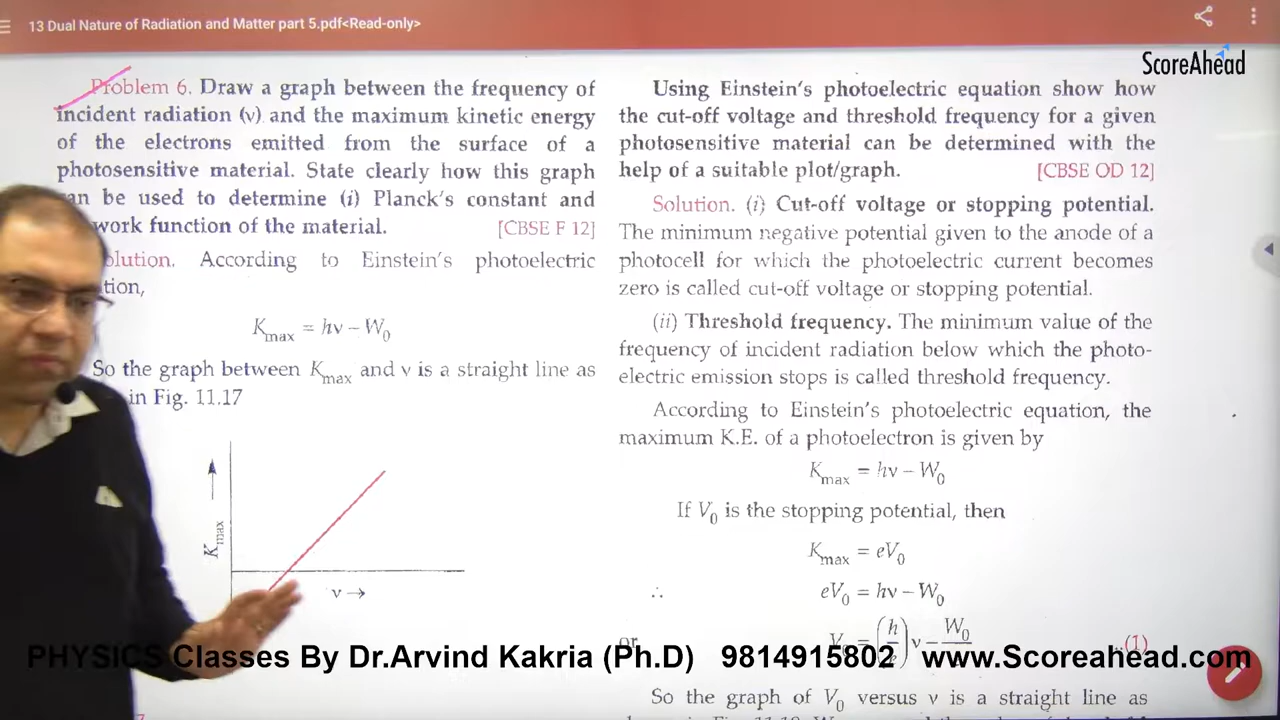 13 Dual Nature of Radiation and Matter part 5.pdf<Read-only>
ScoreAhead
Problem 6. Draw a graph between the frequency of
incident radiation (ν) and the maximum kinetic energy
of the electrons emitted from the surface of a
photosensitive material. State clearly how this graph
can be used to determine (i) Planck's constant and
work function of the material. [CBSE F 12]
Solution. According to Einstein's photoelectric
K_max = hν – W₀
So the graph between K_max and ν is a straight line as
in Fig. 11.17
K_max
ν →
Using Einstein's photoelectric equation show how
the cut-off voltage and threshold frequency for a given
photosensitive material can be determined with the
help of a suitable plot/graph. [CBSE OD 12]
Solution. (i) Cut-off voltage or stopping potential.
The minimum negative potential given to the anode of a
photocell for which the photoelectric current becomes
zero is called cut-off voltage or stopping potential.
(ii) Threshold frequency. The minimum value of the
frequency of incident radiation below which the photo-
electric emission stops is called threshold frequency.
According to Einstein's photoelectric equation, the
maximum K.E. of a photoelectron is given by
K_max = hν – W₀
If V₀ is the stopping potential, then
K_max = eV₀
∴ eV₀ = hν – W₀
or V₀ = (h/e) ν – W₀ ...(1)
So the graph of V₀ versus ν is a straight line as
PHYSICS Classes By Dr.Arvind Kakria (Ph.D) 9814915802 www.Scoreahead.com